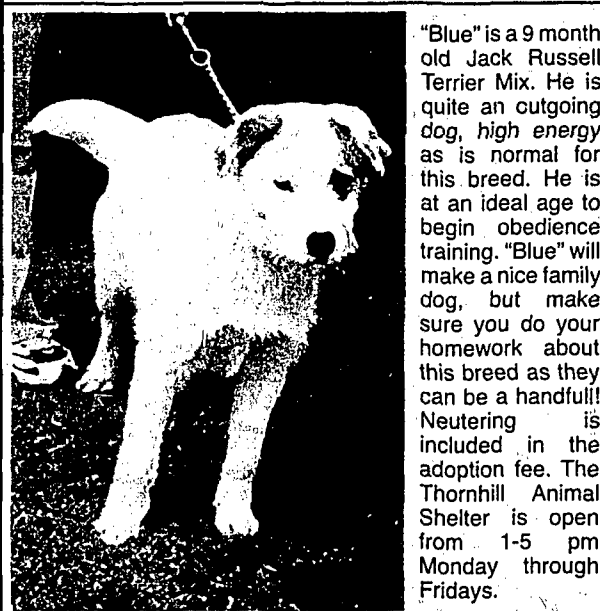 “Blue” is a 9 month
old Jack Russell
Terrier Mix. He is
quite an outgoing
dog, high energy
as is normal for
this breed. He is
at an ideal age to
begin obedience
training. “Blue” will
make a nice family
dog, but make
sure you do your
homework about
this breed as they
can be a handfull!
Neutering is
included in the
adoption fee. The
Thornhill Animal
Shelter is open
from 1-5 pm
Monday through
Fridays.